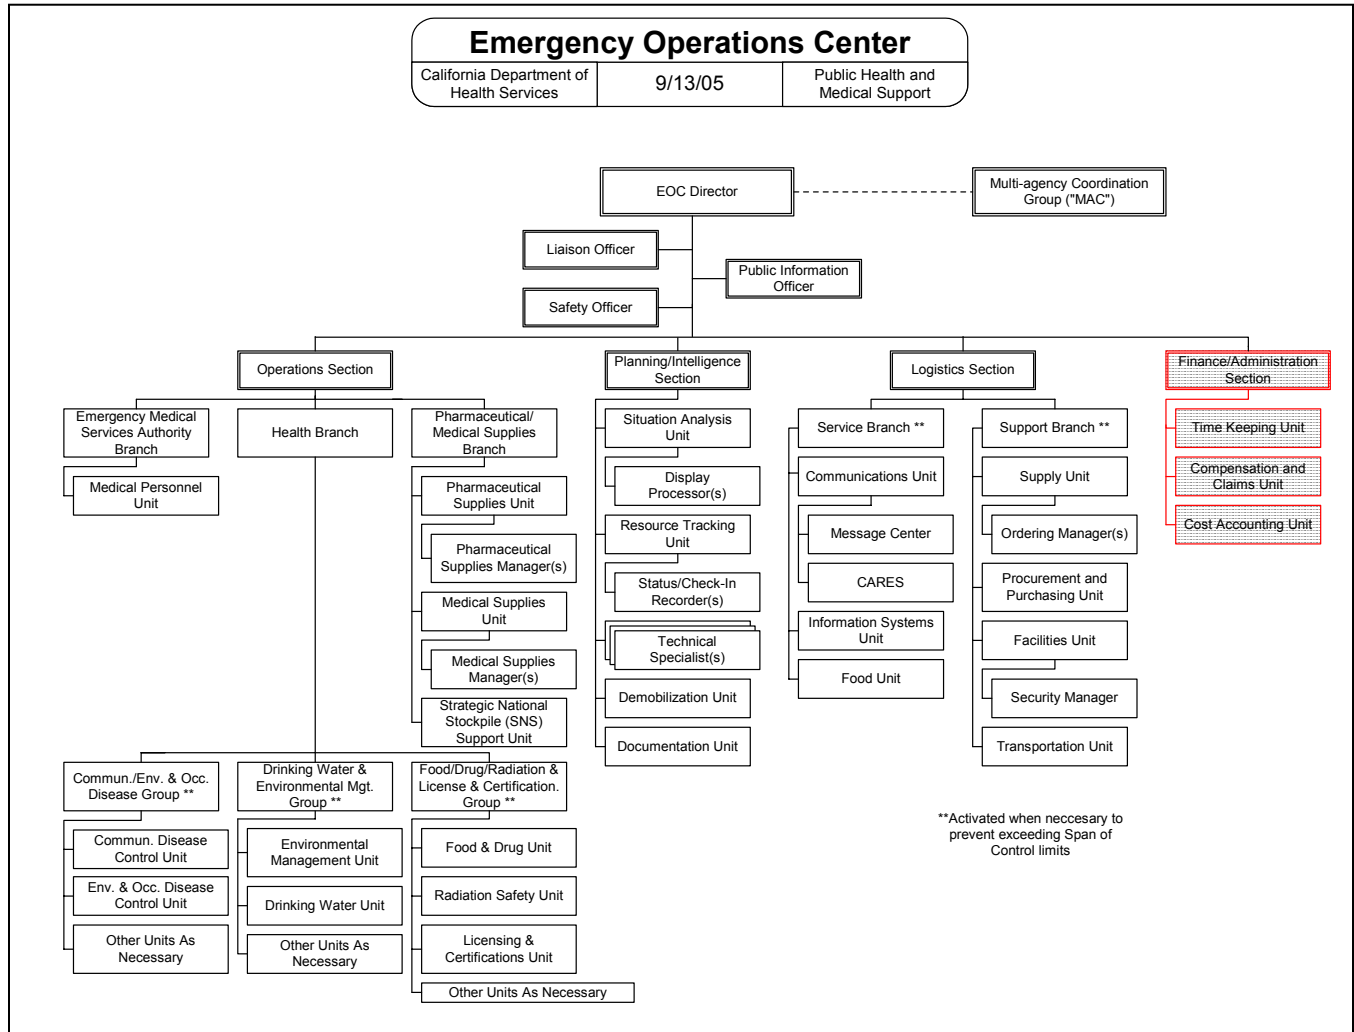 Emergency Operations Center
California Department of
Health Services
9/13/05
Public Health and
Medical Support
EOC Director
Multi-agency Coordination
Group ("MAC")
Liaison Officer
Public Information
Officer
Safety Officer
Operations Section
Planning/Intelligence
Section
Logistics Section
Finance/Administration
Section
Emergency Medical
Services Authority
Branch
Medical Personnel
Unit
Health Branch
Pharmaceutical/
Medical Supplies
Branch
Pharmaceutical
Supplies Unit
Pharmaceutical
Supplies Manager(s)
Medical Supplies
Unit
Medical Supplies
Manager(s)
Strategic National
Stockpile (SNS)
Support Unit
Situation Analysis
Unit
Display
Processor(s)
Resource Tracking
Unit
Status/Check-In
Recorder(s)
Technical
Specialist(s)
Demobilization Unit
Documentation Unit
Service Branch **
Communications Unit
Message Center
CARES
Information Systems
Unit
Food Unit
Support Branch **
Supply Unit
Ordering Manager(s)
Procurement and
Purchasing Unit
Facilities Unit
Security Manager
Transportation Unit
Time Keeping Unit
Compensation and
Claims Unit
Cost Accounting Unit
Commun./Env. & Occ.
Disease Group **
Commun. Disease
Control Unit
Env. & Occ. Disease
Control Unit
Other Units As
Necessary
Drinking Water &
Environmental Mgt.
Group **
Environmental
Management Unit
Drinking Water Unit
Other Units As
Necessary
Food/Drug/Radiation &
License & Certification.
Group **
Food & Drug Unit
Radiation Safety Unit
Licensing &
Certifications Unit
Other Units As Necessary
**Activated when neccesary to
prevent exceeding Span of
Control limits